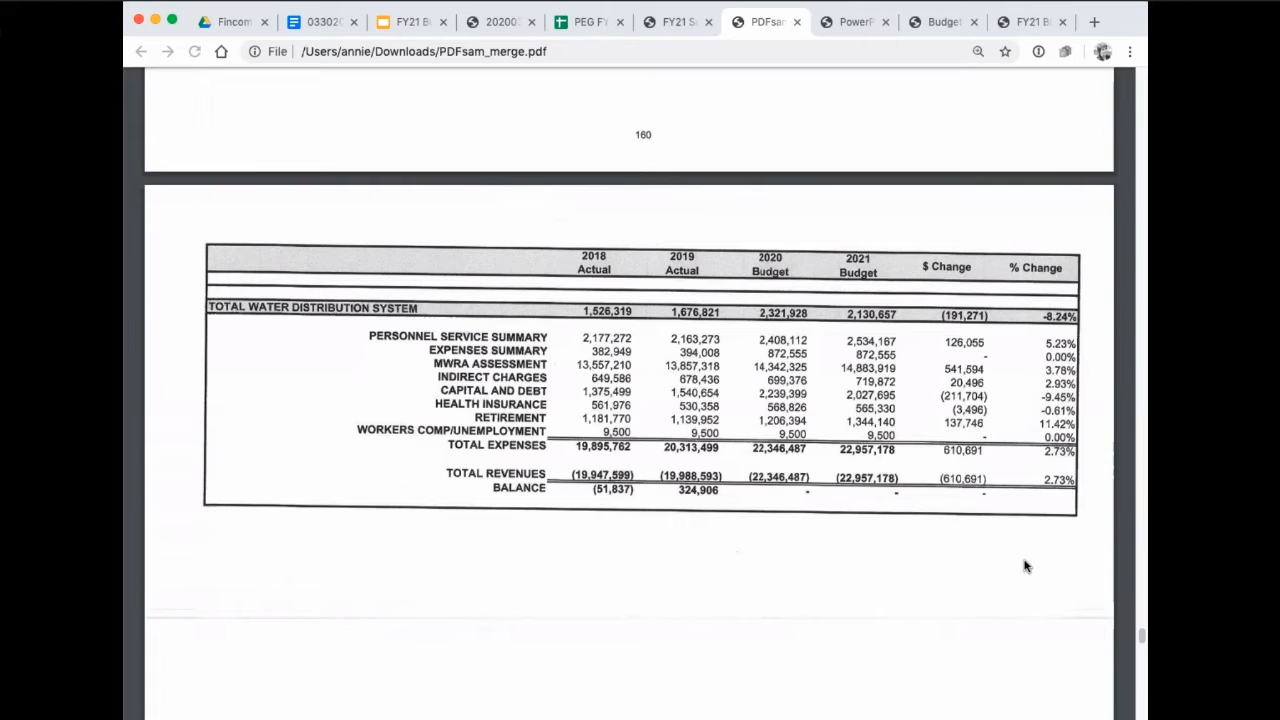 Fincom 03302 FY21 B 20200 PEG FY FY21 S PDFsa PowerP Budget FY21 B
File /Users/annie/Downloads/PDFsam_merge.pdf
160
2018 Actual 2019 Actual 2020 Budget 2021 Budget $ Change % Change
TOTAL WATER DISTRIBUTION SYSTEM 1,526,319 1,676,821 2,321,928 2,130,657 (191,271) -8.24%
PERSONNEL SERVICE SUMMARY 2,177,272 2,163,273 2,408,112 2,534,167 126,055 5.23%
EXPENSES SUMMARY 382,949 394,008 872,555 872,555 - 0.00%
MWRA ASSESSMENT 13,557,210 13,857,318 14,342,325 14,883,919 541,594 3.78%
INDIRECT CHARGES 649,586 678,436 699,376 719,872 20,496 2.93%
CAPITAL AND DEBT 1,375,499 1,540,654 2,239,399 2,027,695 (211,704) -9.45%
HEALTH INSURANCE 561,976 530,358 568,826 565,330 (3,496) -0.61%
RETIREMENT 1,181,770 1,139,952 1,206,394 1,344,140 137,746 11.42%
WORKERS COMP/UNEMPLOYMENT 9,500 9,500 9,500 9,500 - 0.00%
TOTAL EXPENSES 19,895,762 20,313,499 22,346,487 22,957,178 610,691 2.73%
TOTAL REVENUES (19,947,599) (19,988,593) (22,346,487) (22,957,178) (610,691) 2.73%
BALANCE (51,837) 324,906 - - -